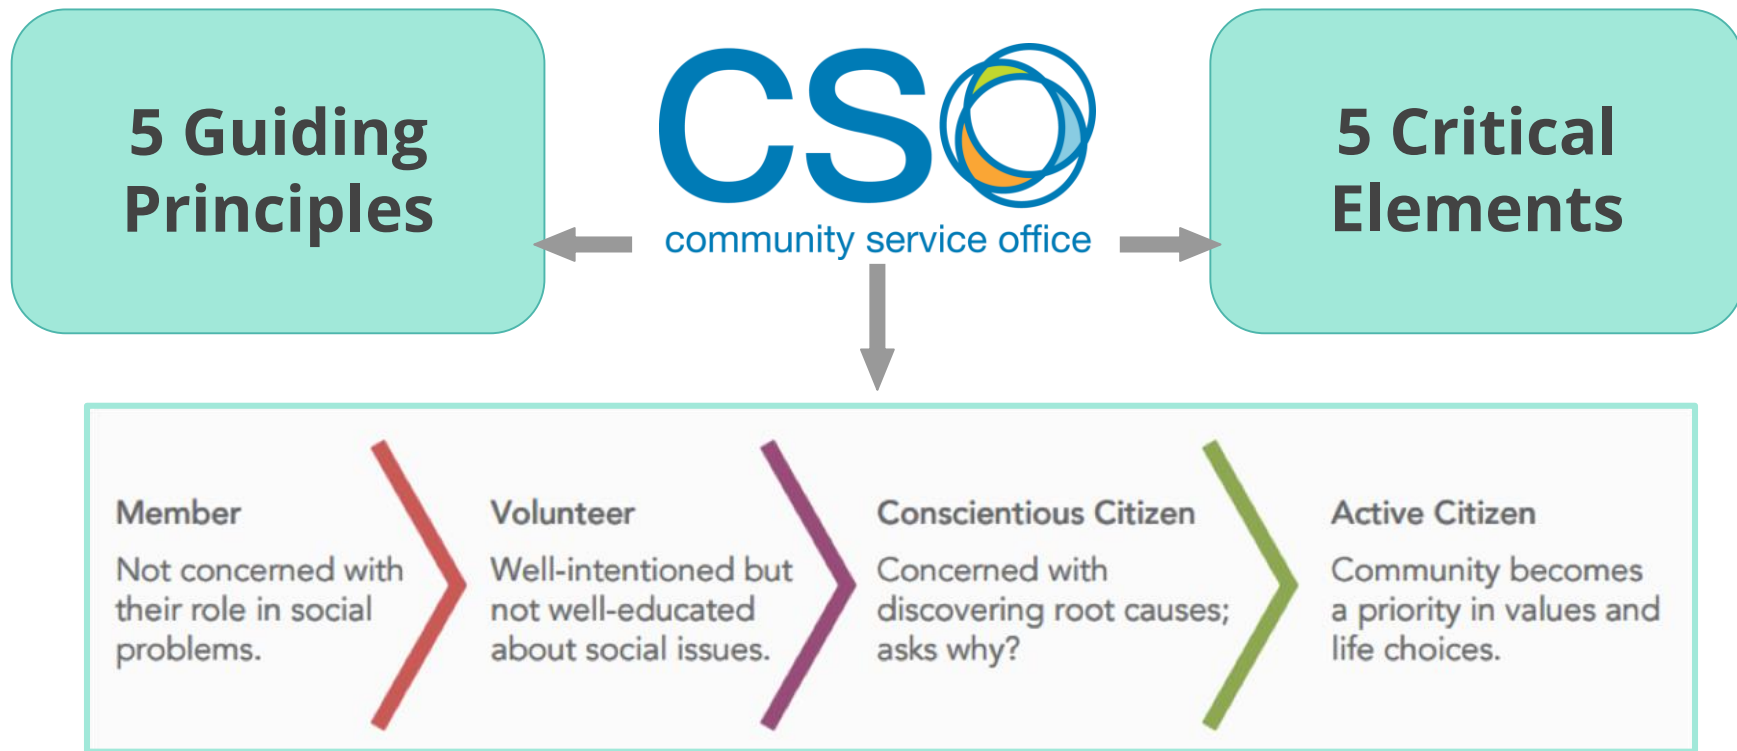 5 Guiding
Principles
CSO
community service office
5 Critical
Elements
Member
Not concerned with
their role in social
problems.
Volunteer
Well-intentioned but
not well-educated
about social issues.
Conscientious Citizen
Concerned with
discovering root causes;
asks why?
Active Citizen
Community becomes
a priority in values and
life choices.